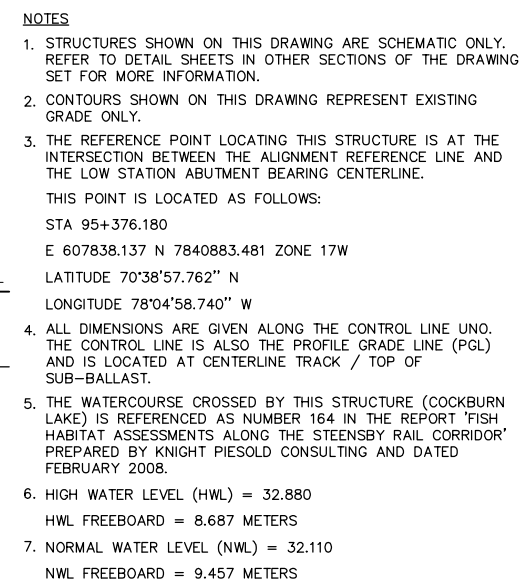 NOTES
1. STRUCTURES SHOWN ON THIS DRAWING ARE SCHEMATIC ONLY.
REFER TO DETAIL SHEETS IN OTHER SECTIONS OF THE DRAWING
SET FOR MORE INFORMATION.
2. CONTOURS SHOWN ON THIS DRAWING REPRESENT EXISTING
GRADE ONLY.
3. THE REFERENCE POINT LOCATING THIS STRUCTURE IS AT THE
INTERSECTION BETWEEN THE ALIGNMENT REFERENCE LINE AND
THE LOW STATION ABUTMENT BEARING CENTERLINE.
THIS POINT IS LOCATED AS FOLLOWS:
STA 95+376.180
E 607838.137 N 7840883.481 ZONE 17W
LATITUDE 70°38'57.762'' N
LONGITUDE 78°04'58.740'' W
4. ALL DIMENSIONS ARE GIVEN ALONG THE CONTROL LINE UNO.
THE CONTROL LINE IS ALSO THE PROFILE GRADE LINE (PGL)
AND IS LOCATED AT CENTERLINE TRACK / TOP OF
SUB-BALLAST.
5. THE WATERCOURSE CROSSED BY THIS STRUCTURE (COCKBURN
LAKE) IS REFERENCED AS NUMBER 164 IN THE REPORT 'FISH
HABITAT ASSESSMENTS ALONG THE STEENSBY RAIL CORRIDOR'
PREPARED BY KNIGHT PIESOLD CONSULTING AND DATED
FEBRUARY 2008.
6. HIGH WATER LEVEL (HWL) = 32.880
HWL FREEBOARD = 8.687 METERS
7. NORMAL WATER LEVEL (NWL) = 32.110
NWL FREEBOARD = 9.457 METERS